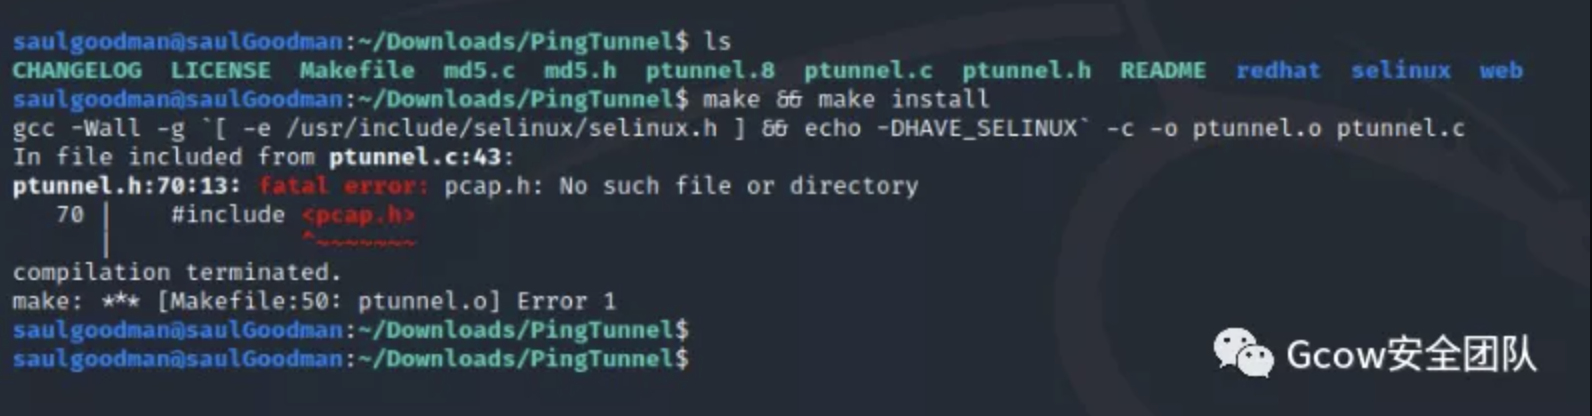 saulgoodman@saulGoodman:~/Downloads/PingTunnel$ ls
CHANGELOG  LICENSE  Makefile  md5.c  md5.h  ptunnel.8  ptunnel.c  ptunnel.h  README  redhat  selinux  web
saulgoodman@saulGoodman:~/Downloads/PingTunnel$ make && make install
gcc -Wall -g `[ -e /usr/include/selinux/selinux.h ] && echo -DHAVE_SELINUX` -c -o ptunnel.o ptunnel.c
In file included from ptunnel.c:43:
ptunnel.h:70:13: fatal error: pcap.h: No such file or directory
   70 |    #include <pcap.h>
      |             ^~~~~~~~
compilation terminated.
make: *** [Makefile:50: ptunnel.o] Error 1
saulgoodman@saulGoodman:~/Downloads/PingTunnel$
saulgoodman@saulGoodman:~/Downloads/PingTunnel$
Gcow安全团队